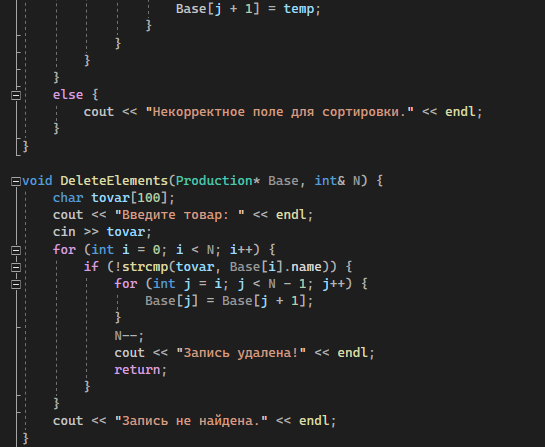 Base[j + 1] = temp;
}
}
}
}
else {
cout << "Некорректное поле для сортировки." << endl;
}
}
void DeleteElements(Production* Base, int& N) {
char tovar[100];
cout << "Введите товар: " << endl;
cin >> tovar;
for (int i = 0; i < N; i++) {
if (!strcmp(tovar, Base[i].name)) {
for (int j = i; j < N - 1; j++) {
Base[j] = Base[j + 1];
}
N--;
cout << "Запись удалена!" << endl;
return;
}
}
cout << "Запись не найдена." << endl;
}